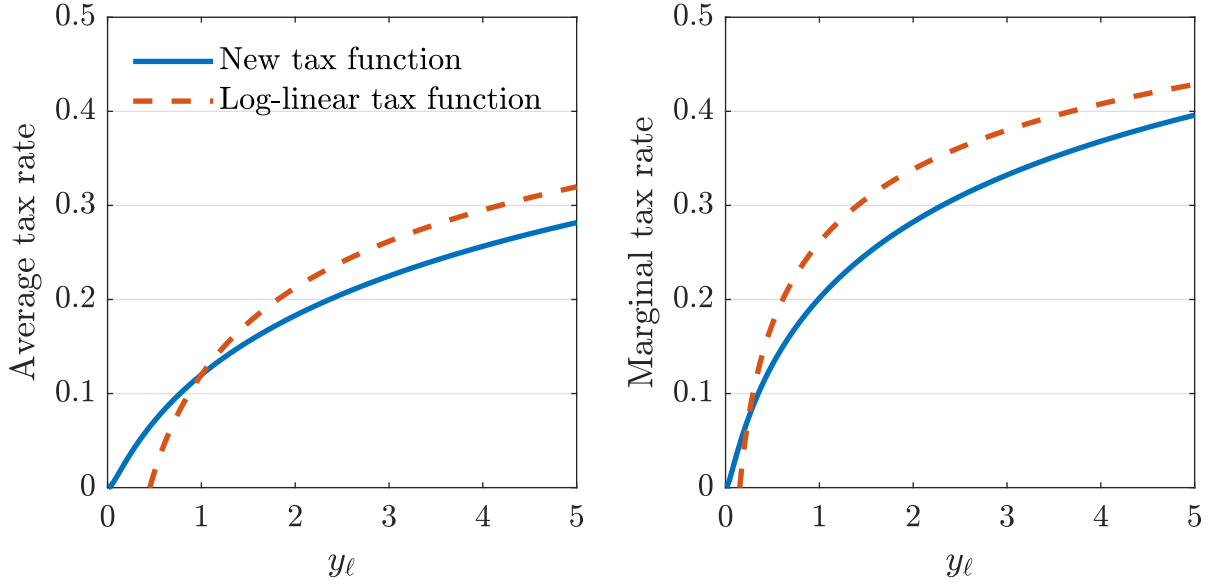 0.5
0.4
0.3
0.2
0.1
0
Average tax rate
New tax function
Log-linear tax function
0 1 2 3 4 5
yℓ
0.5
0.4
0.3
0.2
0.1
0
Marginal tax rate
0 1 2 3 4 5
yℓ